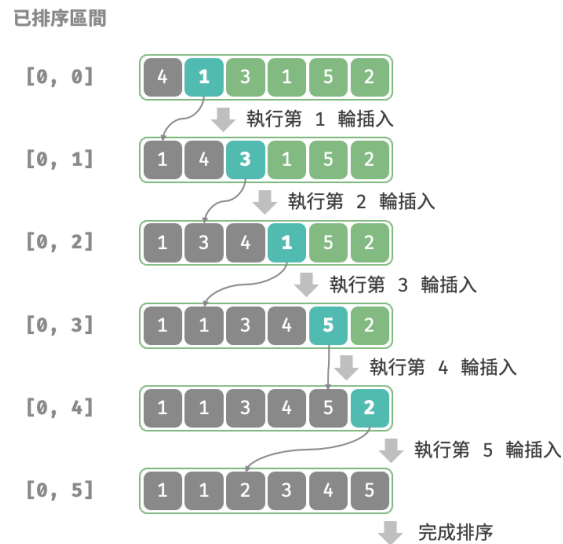 已排序區間
[0, 0] 4 1 3 1 5 2
執行第 1 輪插入
[0, 1] 1 4 3 1 5 2
執行第 2 輪插入
[0, 2] 1 3 4 1 5 2
執行第 3 輪插入
[0, 3] 1 1 3 4 5 2
執行第 4 輪插入
[0, 4] 1 1 3 4 5 2
執行第 5 輪插入
[0, 5] 1 1 2 3 4 5
完成排序